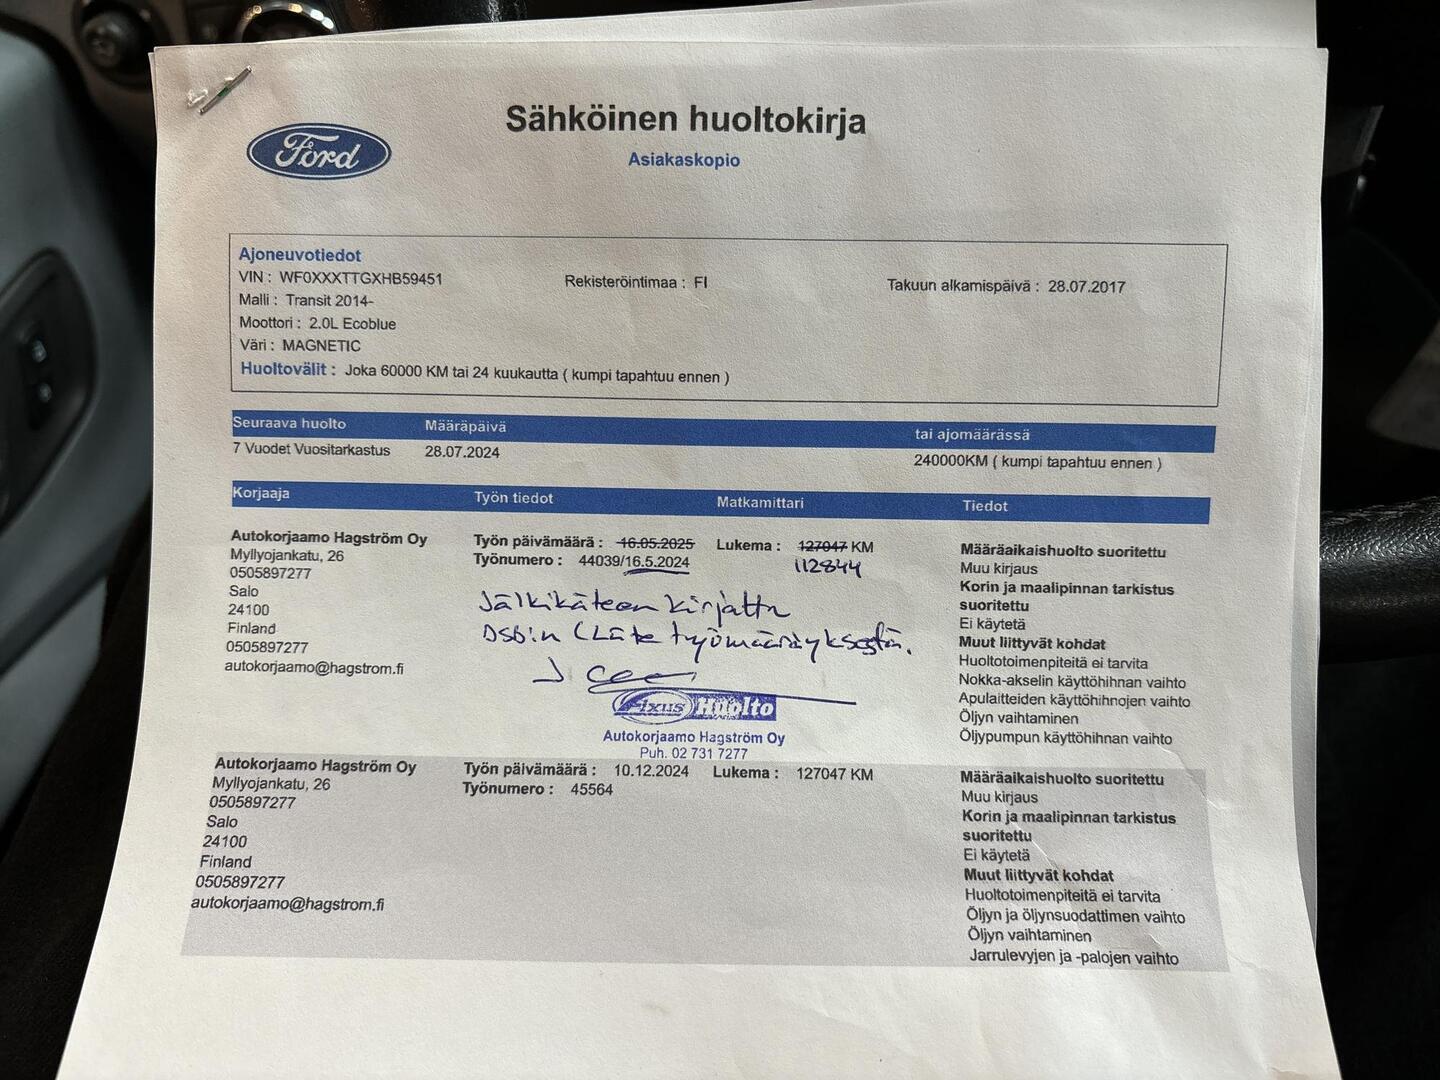 Ford
Sähköinen huoltokirja
Asiakaskopio
Ajoneuvotiedot
VIN : WF0XXXTTGXHB59451
Rekisteröintimaa : FI
Takuun alkamispäivä : 28.07.2017
Malli : Transit 2014-
Moottori : 2.0L Ecoblue
Väri : MAGNETIC
Huoltovälit : Joka 60000 KM tai 24 kuukautta ( kumpi tapahtuu ennen )
Seuraava huolto Määräpäivä tai ajomäärässä
7 Vuodet Vuositarkastus 28.07.2024 240000KM ( kumpi tapahtuu ennen )
Korjaaja Työn tiedot Matkamittari Tiedot
Autokorjaamo Hagström Oy
Myllyojankatu, 26
0505897277
Salo
24100
Finland
0505897277
autokorjaamo@hagstrom.fi
Työn päivämäärä : 16.05.2025
Työnumero : 44039/16.5.2024
Lukema : 127047 KM
112844
Jälkikäteen kirjattu
DSB:n (Liite työmääräyksestä.
Fixus Huolto
Autokorjaamo Hagström Oy
Puh. 02 731 7277
Määräaikaishuolto suoritettu
Muu kirjaus
Korin ja maalipinnan tarkistus
suoritettu
Ei käytetä
Muut liittyvät kohdat
Huoltotoimenpiteitä ei tarvita
Nokka-akselin käyttöhihnan vaihto
Apulaitteiden käyttöhihnojen vaihto
Öljyn vaihtaminen
Öljypumpun käyttöhihnan vaihto
Autokorjaamo Hagström Oy
Myllyojankatu, 26
0505897277
Salo
24100
Finland
0505897277
autokorjaamo@hagstrom.fi
Työn päivämäärä : 10.12.2024
Työnumero : 45564
Lukema : 127047 KM
Määräaikaishuolto suoritettu
Muu kirjaus
Korin ja maalipinnan tarkistus
suoritettu
Ei käytetä
Muut liittyvät kohdat
Huoltotoimenpiteitä ei tarvita
Öljyn ja öljynsuodattimen vaihto
Öljyn vaihtaminen
Jarrulevyjen ja -palojen vaihto